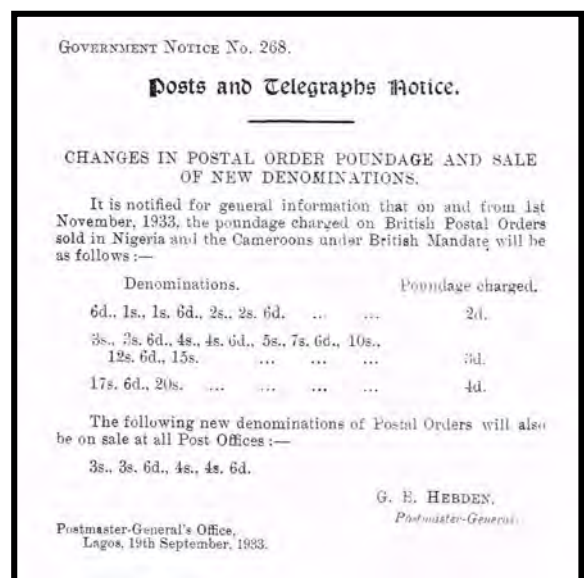 GOVERNMENT NOTICE No. 268.
Posts and Telegraphs Notice.
CHANGES IN POSTAL ORDER POUNDAGE AND SALE
OF NEW DENOMINATIONS.
It is notified for general information that on and from 1st
November, 1933, the poundage charged on British Postal Orders
sold in Nigeria and the Cameroons under British Mandate will be
as follows :—
Denominations. Poundage charged.
6d., 1s., 1s. 6d., 2s., 2s. 6d. ... ... 2d.
3s., 3s. 6d., 4s., 4s. 6d., 5s., 7s. 6d., 10s.,
12s. 6d., 15s. ... ... ... 3d.
17s. 6d., 20s. ... ... ... ... 4d.
The following new denominations of Postal Orders will also
be on sale at all Post Offices :—
3s., 3s. 6d., 4s., 4s. 6d.
G. E. HEBDEN,
Postmaster-General.
Postmaster-General's Office,
Lagos, 19th September, 1933.